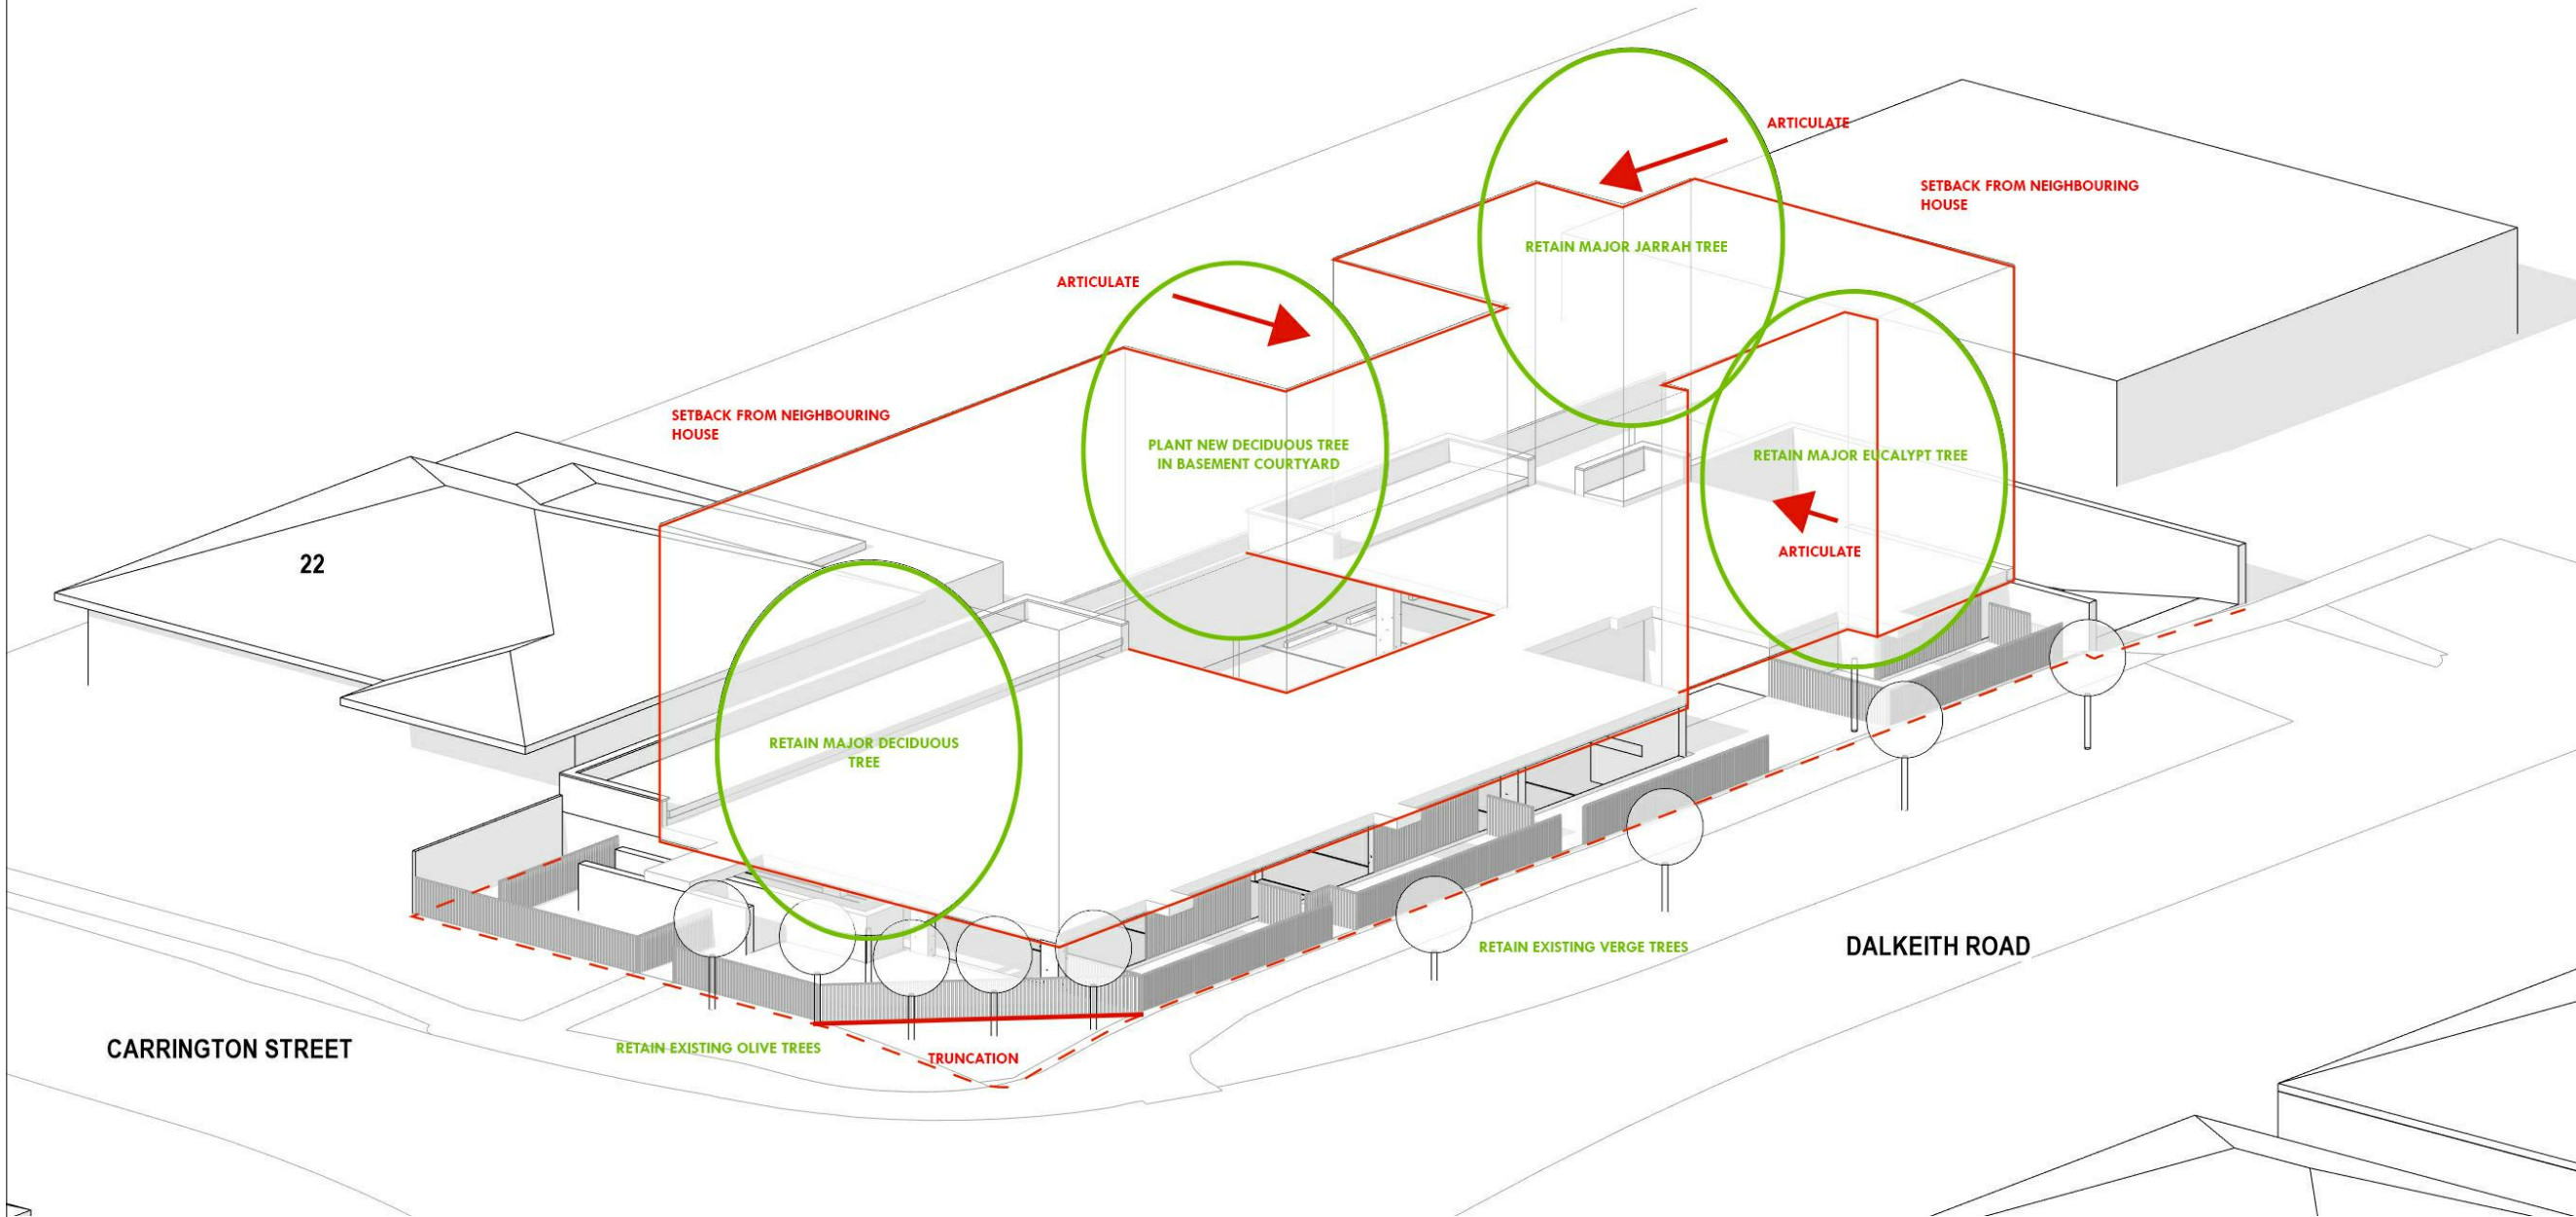 ARTICULATE
SETBACK FROM NEIGHBOURING
HOUSE
RETAIN MAJOR JARRAH TREE
ARTICULATE
SETBACK FROM NEIGHBOURING
HOUSE
PLANT NEW DECIDUOUS TREE
IN BASEMENT COURTYARD
RETAIN MAJOR EUCALYPT TREE
ARTICULATE
22
RETAIN MAJOR DECIDUOUS
TREE
RETAIN EXISTING VERGE TREES
DALKEITH ROAD
CARRINGTON STREET
RETAIN EXISTING OLIVE TREES
TRUNCATION